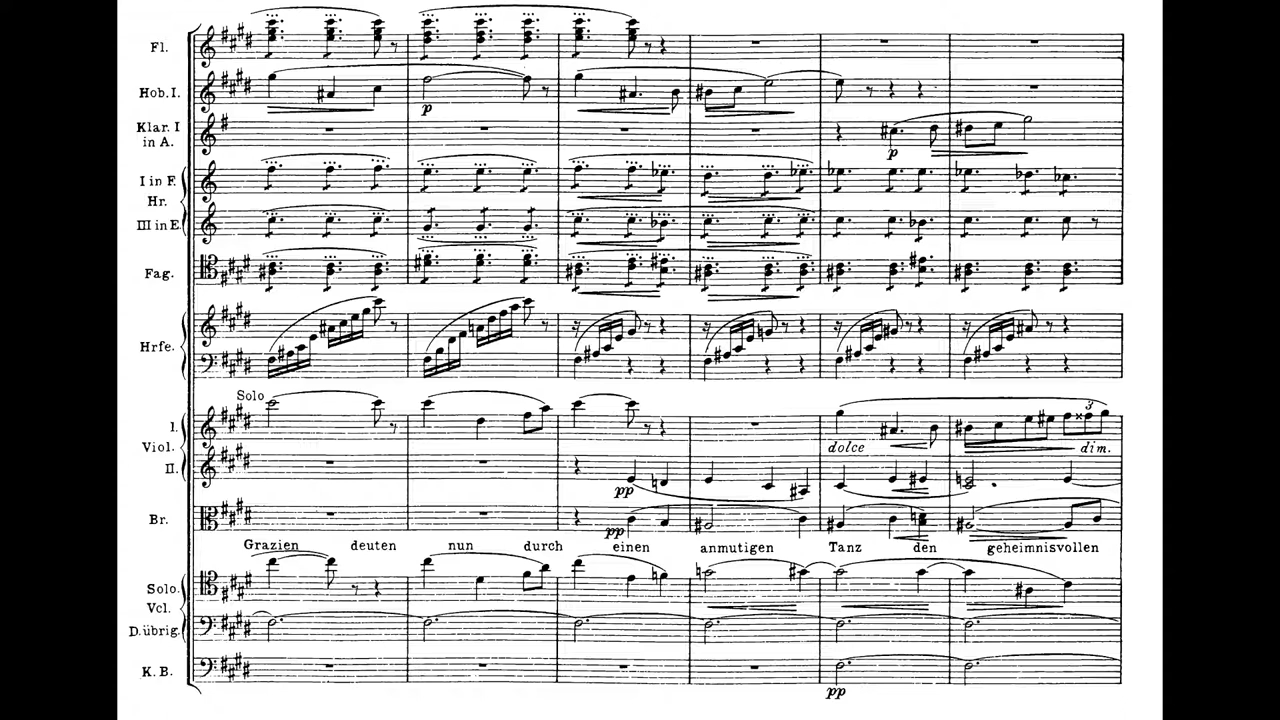 Fl.
Hob. I.
p
Klar. I
in A.
p
I in F.
Hr.
III in E.
Fag.
Hrfe.
Solo
I.
3
Viol.
dolce
dim.
II.
pp
Br.
pp
Grazien deuten nun durch einen anmutigen Tanz den geheimnisvollen
Solo.
Vcl.
D. übrig.
K. B.
pp